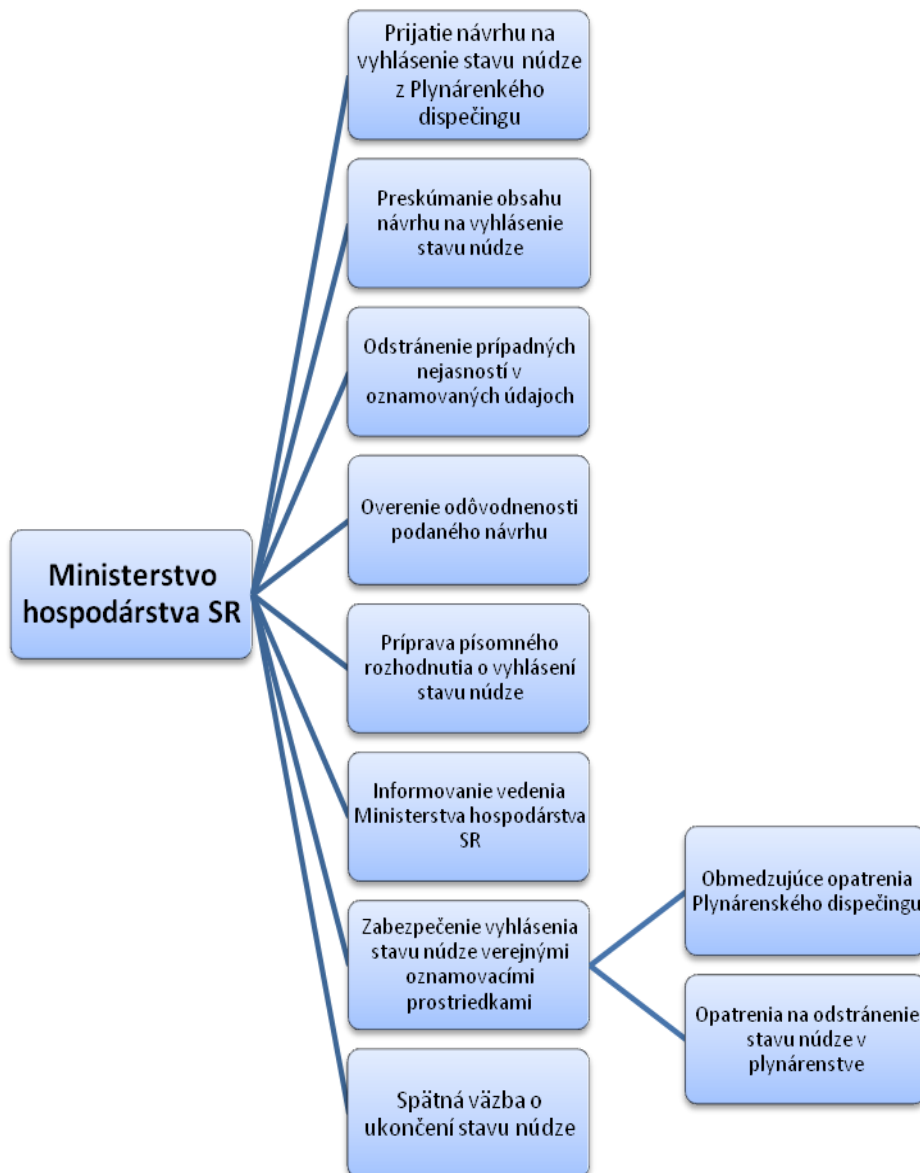 Prijatie návrhu na
vyhlásenie stavu núdze
z Plynárenkého
dispečingu
Preskúmanie obsahu
návrhu na vyhlásenie
stavu núdze
Odstránenie prípadných
nejasností v
oznamovaných údajoch
Overenie odôvodnenosti
podaného návrhu
Ministerstvo
hospodárstva SR
Príprava písomného
rozhodnutia o vyhlásení
stavu núdze
Informovanie vedenia
Ministerstva hospodárstva
SR
Zabezpečenie vyhlásenia
stavu núdze verejnými
oznamovacími
prostriedkami
Obmedzujúce opatrenia
Plynárenského dispečingu
Opatrenia na odstránenie
stavu núdze v
plynárenstve
Spätná väzba o
ukončení stavu núdze